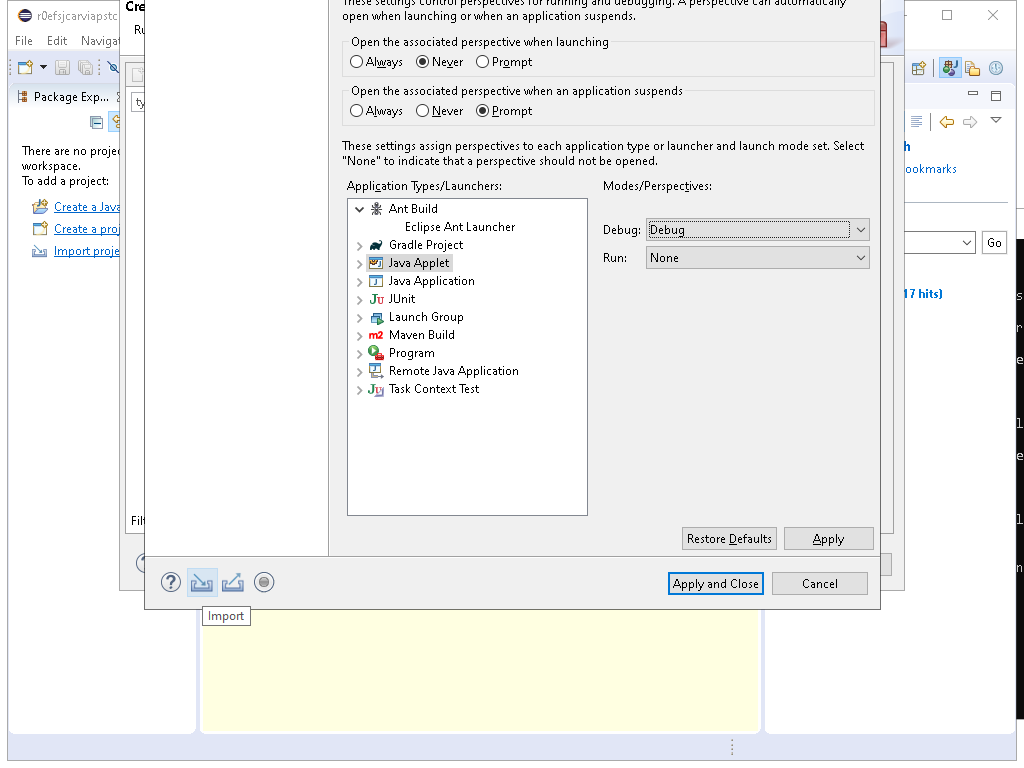 Cre
These settings control perspectives for running and debugging. A perspective can automatically
open when launching or when an application suspends.
r0efsjcarviapstc
Ru
File Edit Naviga
Open the associated perspective when launching
Always Never Prompt
Package Exp...
Open the associated perspective when an application suspends
ty
Always Never Prompt
There are no proje
workspace.
To add a project:
These settings assign perspectives to each application type or launcher and launch mode set. Select
"None" to indicate that a perspective should not be opened.
h
ookmarks
Application Types/Launchers:
Modes/Perspectives:
Create a Java
Create a proj
Import proje
Ant Build
Eclipse Ant Launcher
Gradle Project
Java Applet
Java Application
JUnit
Launch Group
Maven Build
Program
Remote Java Application
Task Context Test
Debug: Debug
Run: None
Go
17 hits)
s
r
e
l
e
l
n
Filt
Restore Defaults Apply
Apply and Close Cancel
Import